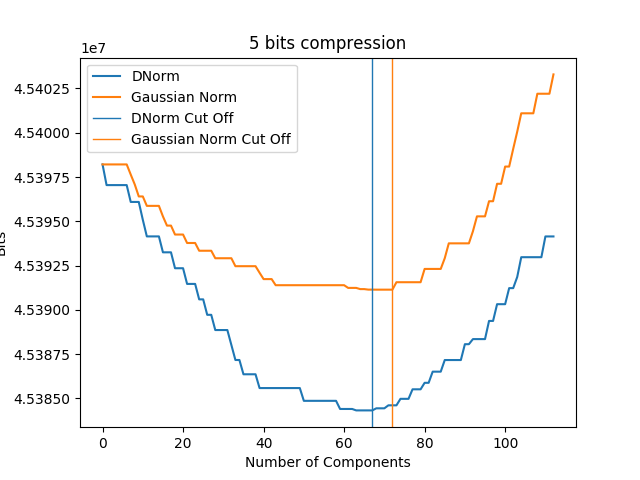 5 bits compression
1e7
DNorm
Gaussian Norm
DNorm Cut Off
Gaussian Norm Cut Off
4.54025
4.54000
4.53975
4.53950
4.53925
4.53900
4.53875
4.53850
Bits
0 20 40 60 80 100
Number of Components